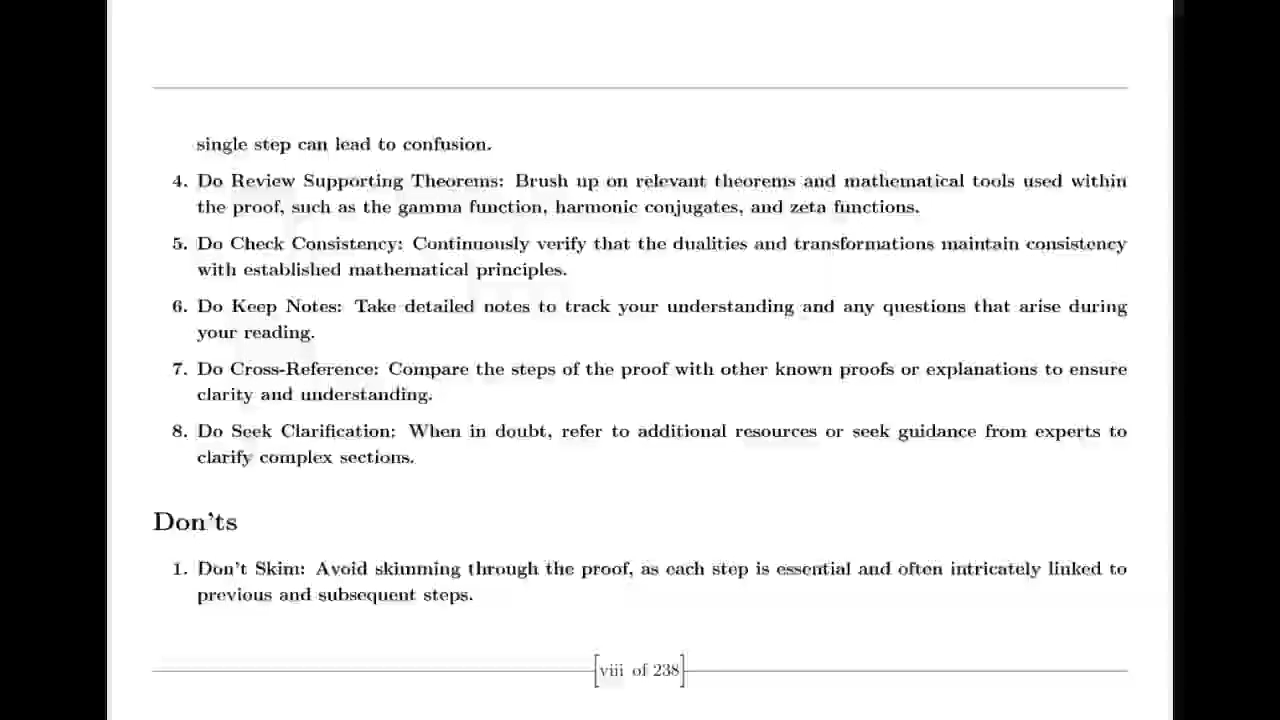 single step can lead to confusion.
4. Do Review Supporting Theorems: Brush up on relevant theorems and mathematical tools used within
the proof, such as the gamma function, harmonic conjugates, and zeta functions.
5. Do Check Consistency: Continuously verify that the dualities and transformations maintain consistency
with established mathematical principles.
6. Do Keep Notes: Take detailed notes to track your understanding and any questions that arise during
your reading.
7. Do Cross-Reference: Compare the steps of the proof with other known proofs or explanations to ensure
clarity and understanding.
8. Do Seek Clarification: When in doubt, refer to additional resources or seek guidance from experts to
clarify complex sections.
Don'ts
1. Don't Skim: Avoid skimming through the proof, as each step is essential and often intricately linked to
previous and subsequent steps.
[viii of 238]